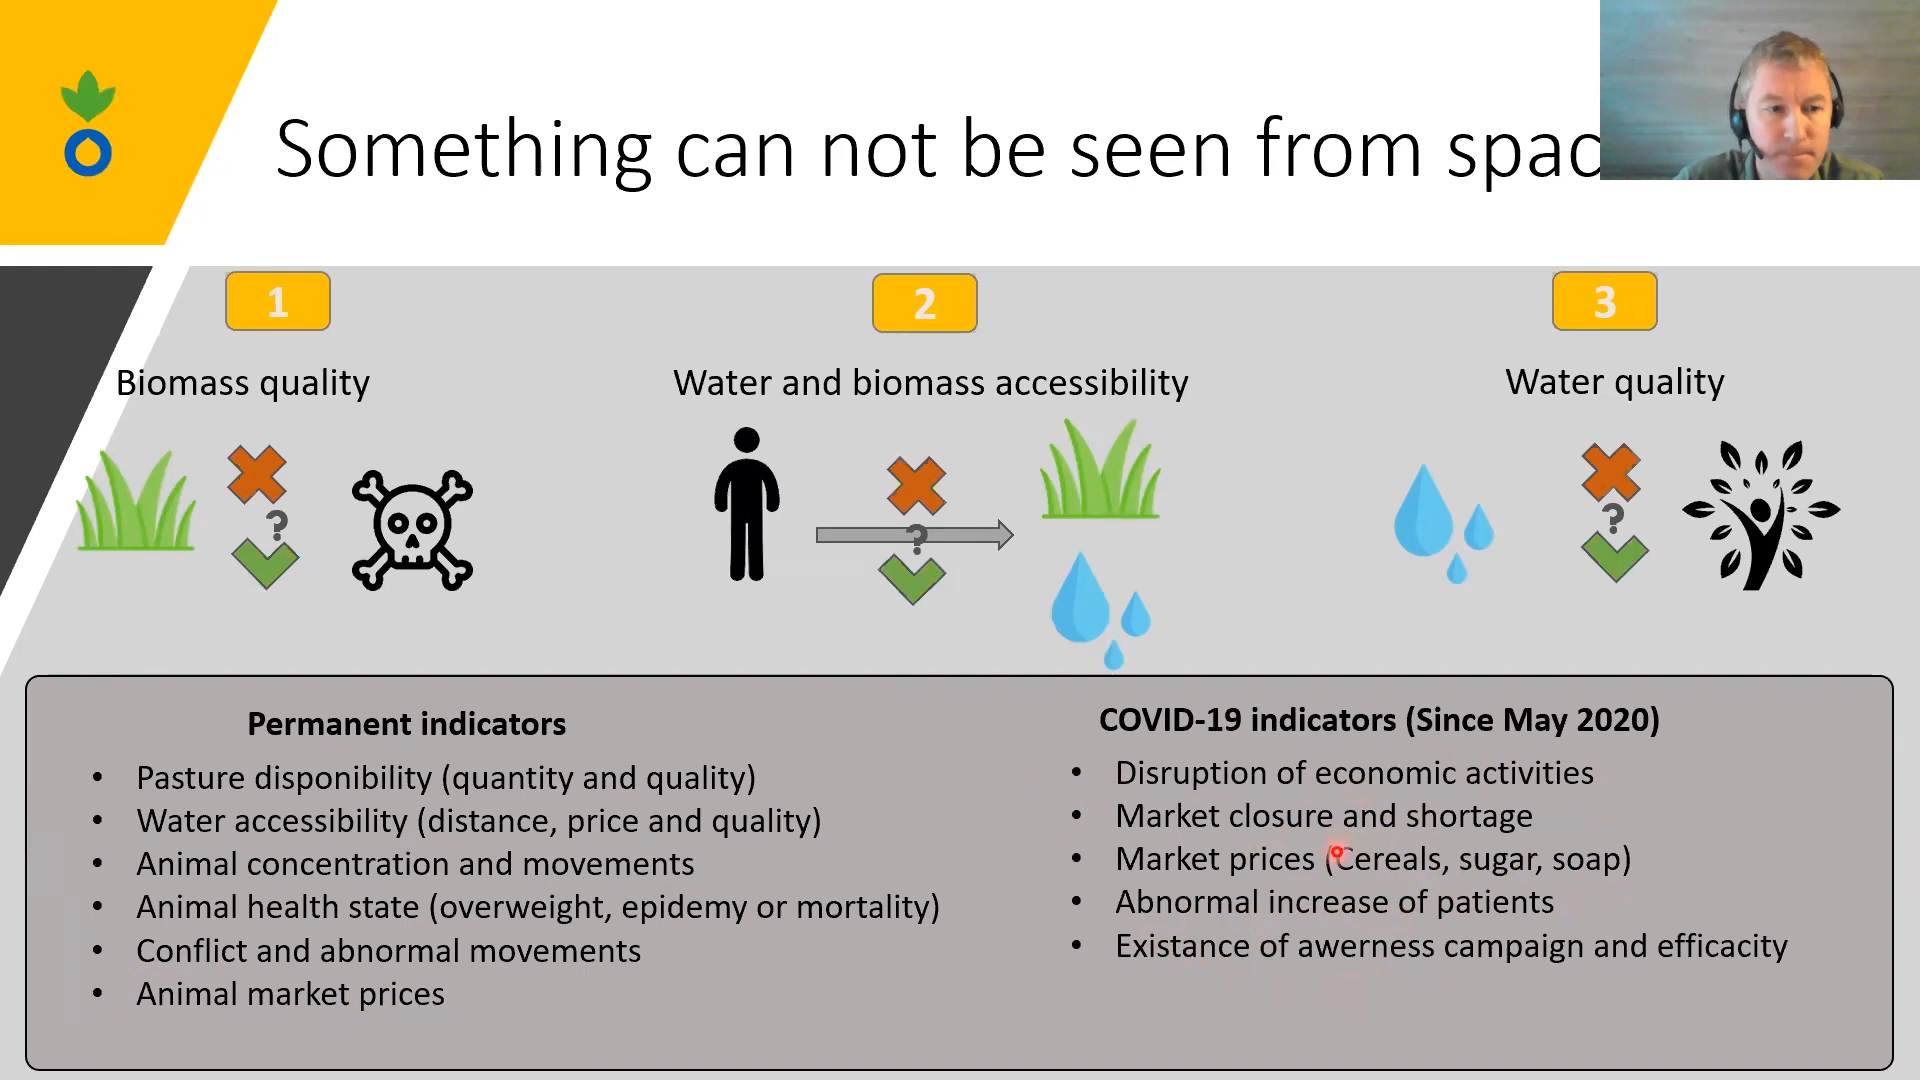 Something can not be seen from spac
1
2
3
Biomass quality
Water and biomass accessibility
Water quality
?
?
?
Permanent indicators
• Pasture disponibility (quantity and quality)
• Water accessibility (distance, price and quality)
• Animal concentration and movements
• Animal health state (overweight, epidemy or mortality)
• Conflict and abnormal movements
• Animal market prices
COVID-19 indicators (Since May 2020)
• Disruption of economic activities
• Market closure and shortage
• Market prices (Cereals, sugar, soap)
• Abnormal increase of patients
• Existance of awerness campaign and efficacity